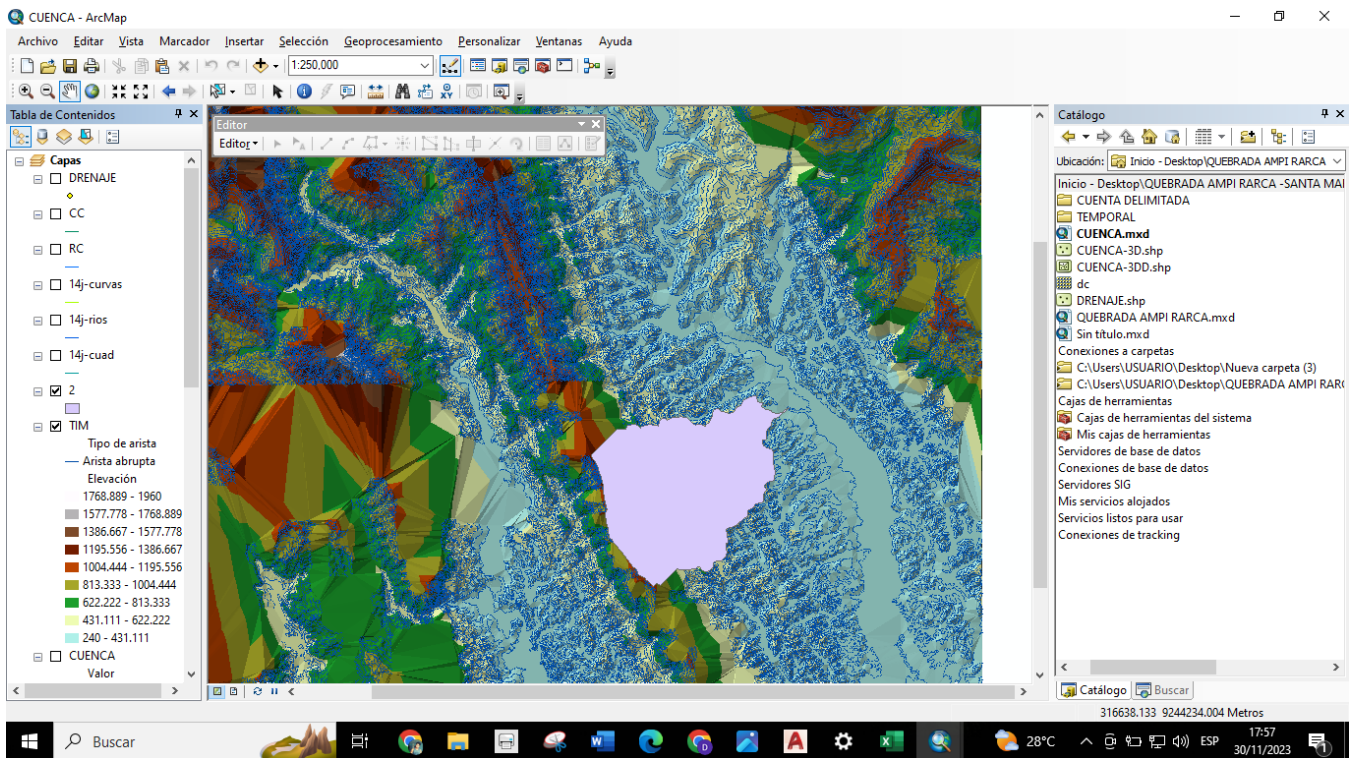 CUENCA - ArcMap
Archivo Editar Vista Marcador Insertar Selección Geoprocesamiento Personalizar Ventanas Ayuda
1:250.000
Tabla de Contenidos
Capas
DRENAJE
CC
RC
14j-curvas
14j-rios
14j-cuad
2
TIM
Tipo de arista
Arista abrupta
Elevación
1768.889 - 1960
1577.778 - 1768.889
1386.667 - 1577.778
1195.556 - 1386.667
1004.444 - 1195.556
813.333 - 1004.444
622.222 - 813.333
431.111 - 622.222
240 - 431.111
CUENCA
Valor
Editor
Editor
Catálogo
Ubicación: Inicio - Desktop\QUEBRADA AMPI RARCA
Inicio - Desktop\QUEBRADA AMPI RARCA -SANTA MAI
CUENTA DELIMITADA
TEMPORAL
CUENCA.mxd
CUENCA-3D.shp
CUENCA-3DD.shp
dc
DRENAJE.shp
QUEBRADA AMPI RARCA.mxd
Sin título.mxd
Conexiones a carpetas
C:\Users\USUARIO\Desktop\Nueva carpeta (3)
C:\Users\USUARIO\Desktop\QUEBRADA AMPI RAR
Cajas de herramientas
Cajas de herramientas del sistema
Mis cajas de herramientas
Servidores de base de datos
Conexiones de base de datos
Servidores SIG
Mis servicios alojados
Servicios listos para usar
Conexiones de tracking
Catálogo Buscar
316638.133 9244234.004 Metros
Buscar
28°C
ESP
17:57
30/11/2023